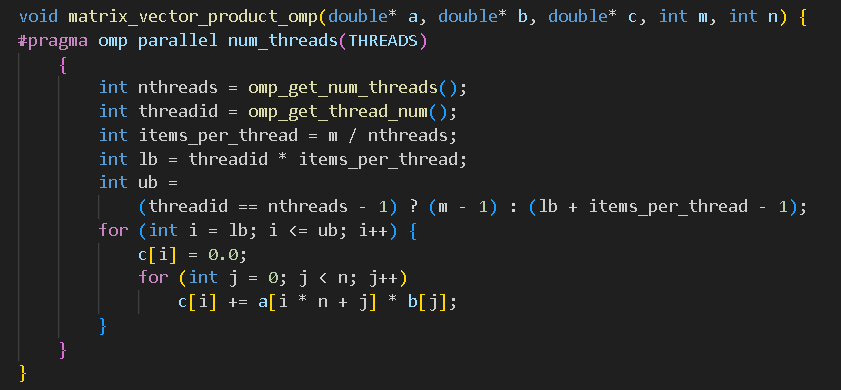 void matrix_vector_product_omp(double* a, double* b, double* c, int m, int n) {
#pragma omp parallel num_threads(THREADS)
    {
        int nthreads = omp_get_num_threads();
        int threadid = omp_get_thread_num();
        int items_per_thread = m / nthreads;
        int lb = threadid * items_per_thread;
        int ub =
            (threadid == nthreads - 1) ? (m - 1) : (lb + items_per_thread - 1);
        for (int i = lb; i <= ub; i++) {
            c[i] = 0.0;
            for (int j = 0; j < n; j++)
                c[i] += a[i * n + j] * b[j];
        }
    }
}